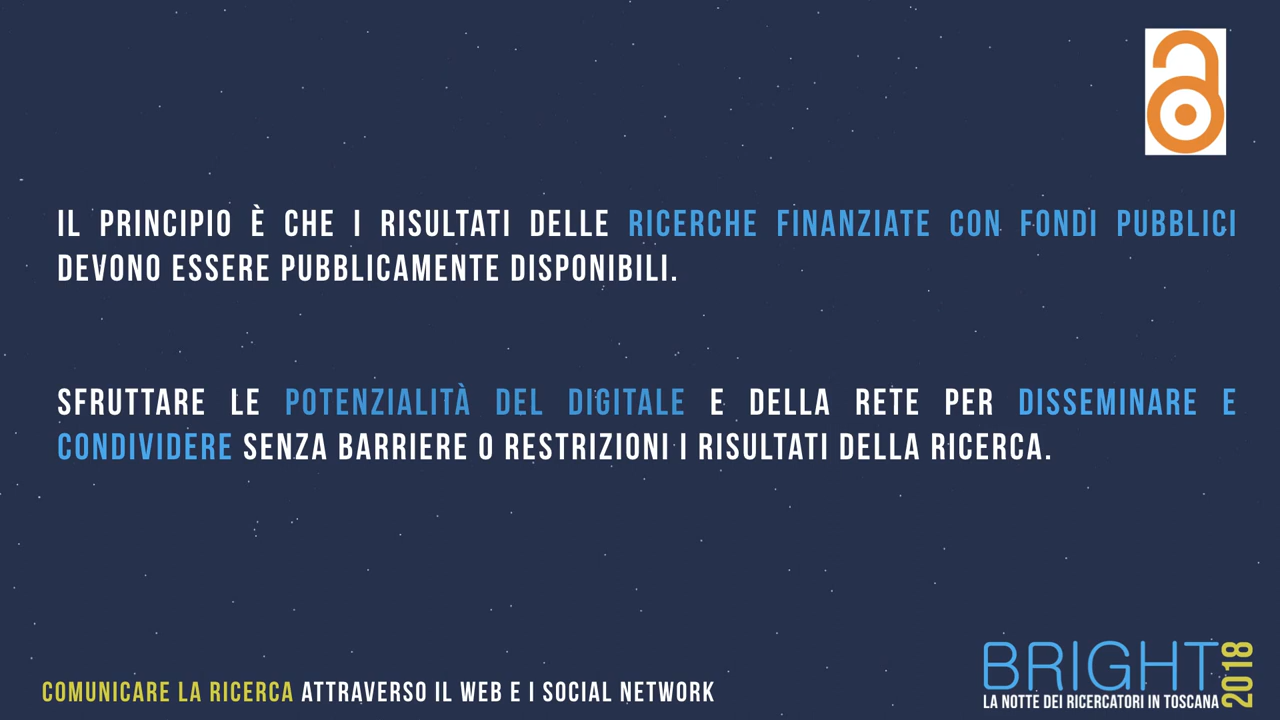 IL PRINCIPIO È CHE I RISULTATI DELLE RICERCHE FINANZIATE CON FONDI PUBBLICI
DEVONO ESSERE PUBBLICAMENTE DISPONIBILI.
SFRUTTARE LE POTENZIALITÀ DEL DIGITALE E DELLA RETE PER DISSEMINARE E
CONDIVIDERE SENZA BARRIERE O RESTRIZIONI I RISULTATI DELLA RICERCA.
COMUNICARE LA RICERCA ATTRAVERSO IL WEB E I SOCIAL NETWORK
BRIGHT 2018
LA NOTTE DEI RICERCATORI IN TOSCANA